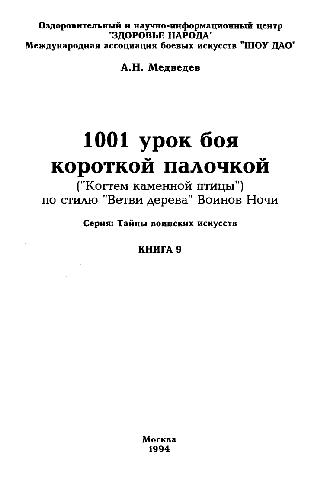 Оздоровительный и научно-информационный центр
"ЗДОРОВЬЕ НАРОДА"
Международная ассоциация боевых искусств "ШОУ ДАО"
А.Н. Медведев
1001 урок боя
короткой палочкой
("Когтем каменной птицы")
по стилю "Ветви дерева" Воинов Ночи
Серия: Тайны воинских искусств
КНИГА 9
Москва
1994